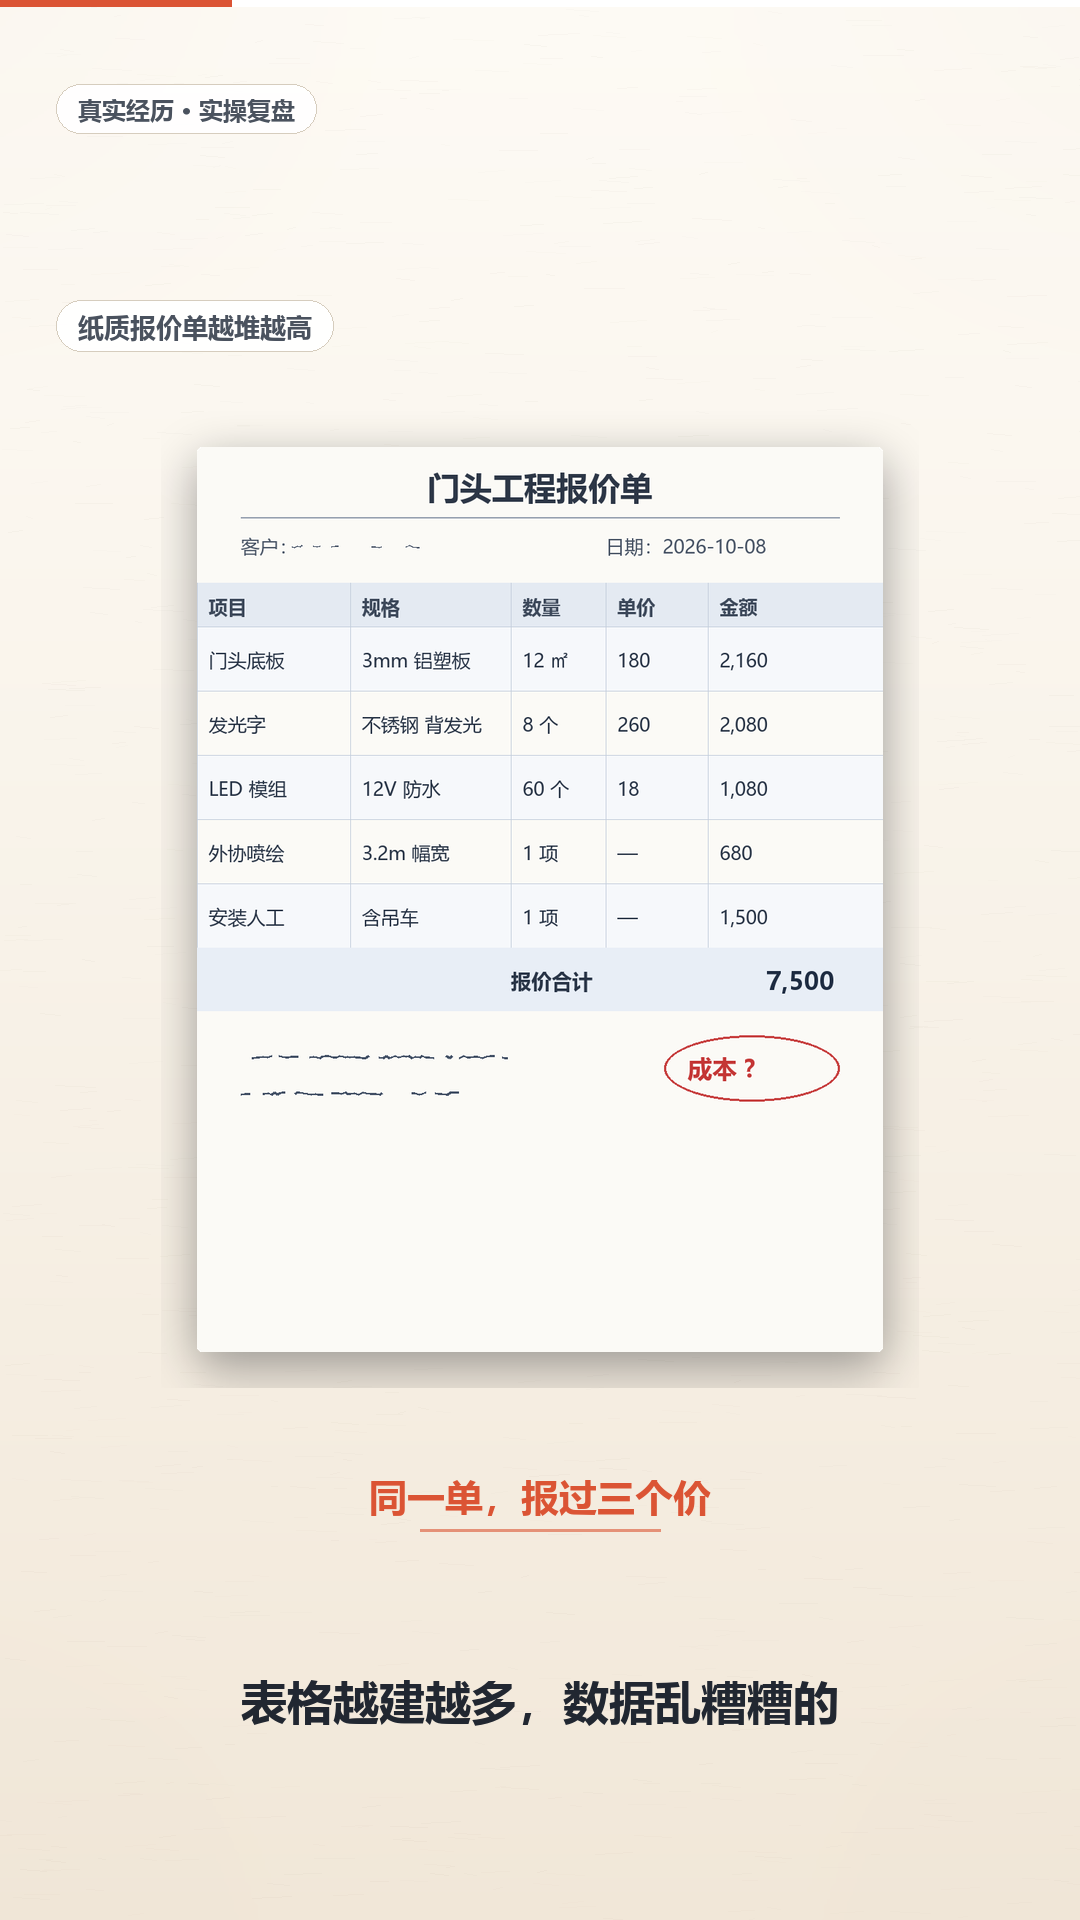 真实经历·实操复盘
纸质报价单越堆越高
门头工程报价单
客户: 日期: 2026-10-08
项目 规格 数量 单价 金额
门头底板 3mm 铝塑板 12 ㎡ 180 2,160
发光字 不锈钢 背发光 8 个 260 2,080
LED 模组 12V 防水 60 个 18 1,080
外协喷绘 3.2m 幅宽 1 项 — 680
安装人工 含吊车 1 项 — 1,500
报价合计 7,500
成本?
同一单，报过三个价
表格越建越多，数据乱糟糟的